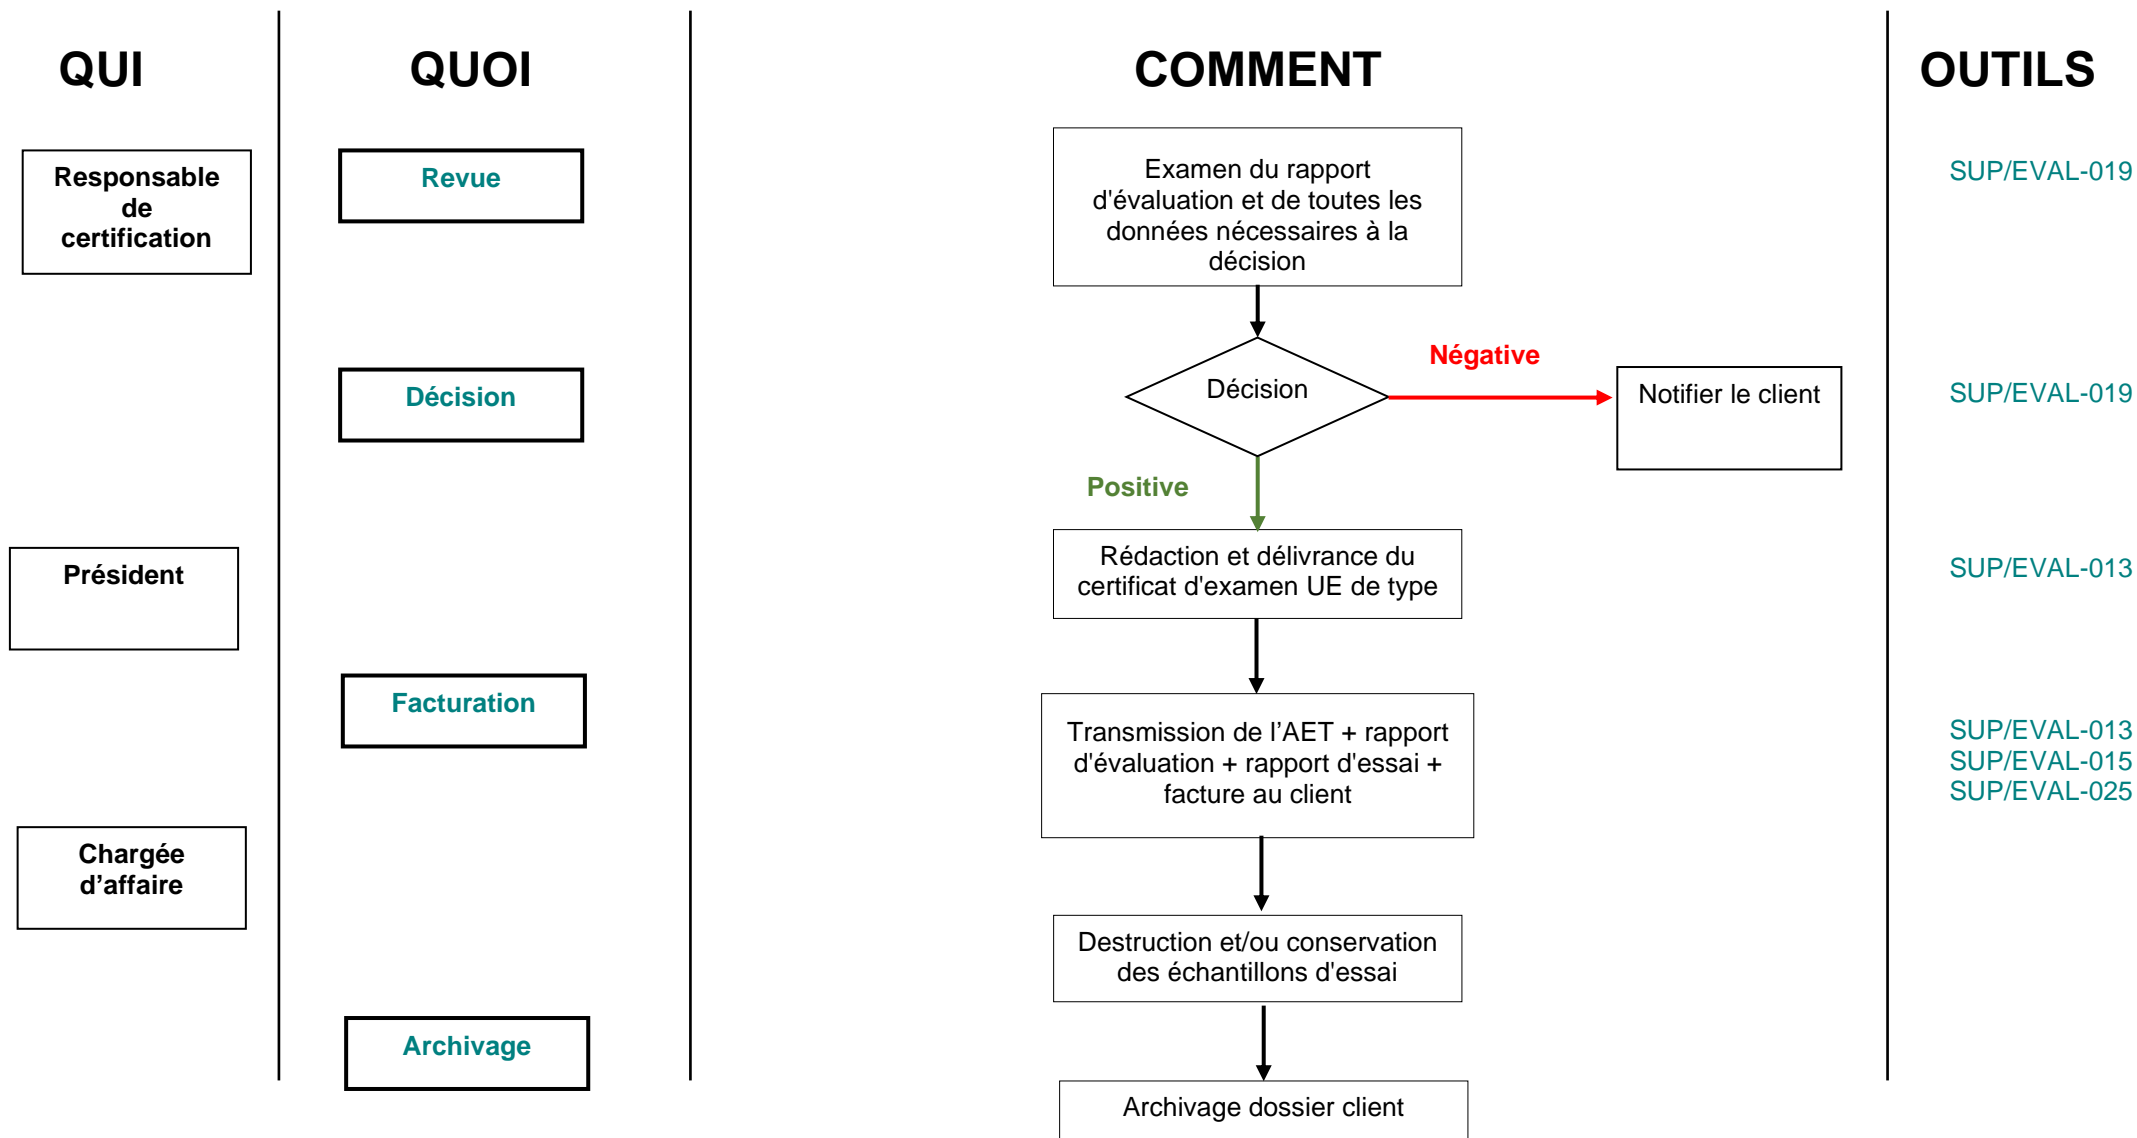 QUI
QUOI
COMMENT
OUTILS
Responsable
de
certification
Revue
Examen du rapport
d'évaluation et de toutes les
données nécessaires à la
décision
SUP/EVAL-019
Décision
Décision
Négative
Notifier le client
SUP/EVAL-019
Positive
Président
Rédaction et délivrance du
certificat d'examen UE de type
SUP/EVAL-013
Facturation
Transmission de l’AET + rapport
d'évaluation + rapport d'essai +
facture au client
SUP/EVAL-013
SUP/EVAL-015
SUP/EVAL-025
Chargée
d’affaire
Destruction et/ou conservation
des échantillons d'essai
Archivage
Archivage dossier client